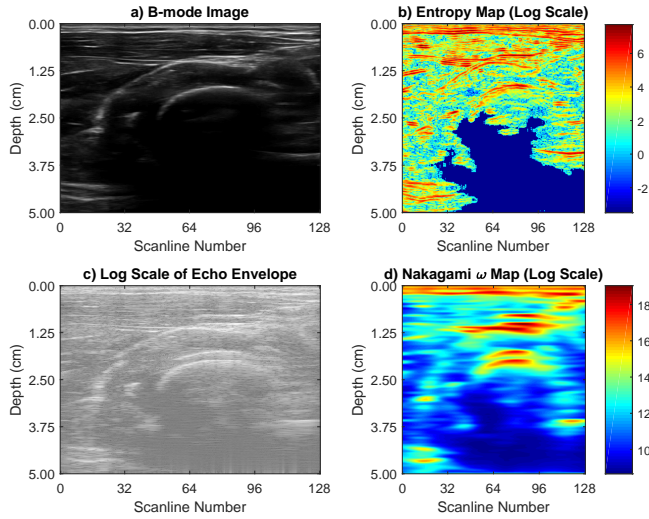 a) B-mode Image
0.00
1.25
2.50
3.75
5.00
Depth (cm)
0 32 64 96 128
Scanline Number
b) Entropy Map (Log Scale)
0.00
1.25
2.50
3.75
5.00
Depth (cm)
0 32 64 96 128
Scanline Number
6
4
2
0
-2
c) Log Scale of Echo Envelope
0.00
1.25
2.50
3.75
5.00
Depth (cm)
0 32 64 96 128
Scanline Number
d) Nakagami ω Map (Log Scale)
0.00
1.25
2.50
3.75
5.00
Depth (cm)
0 32 64 96 128
Scanline Number
18
16
14
12
10